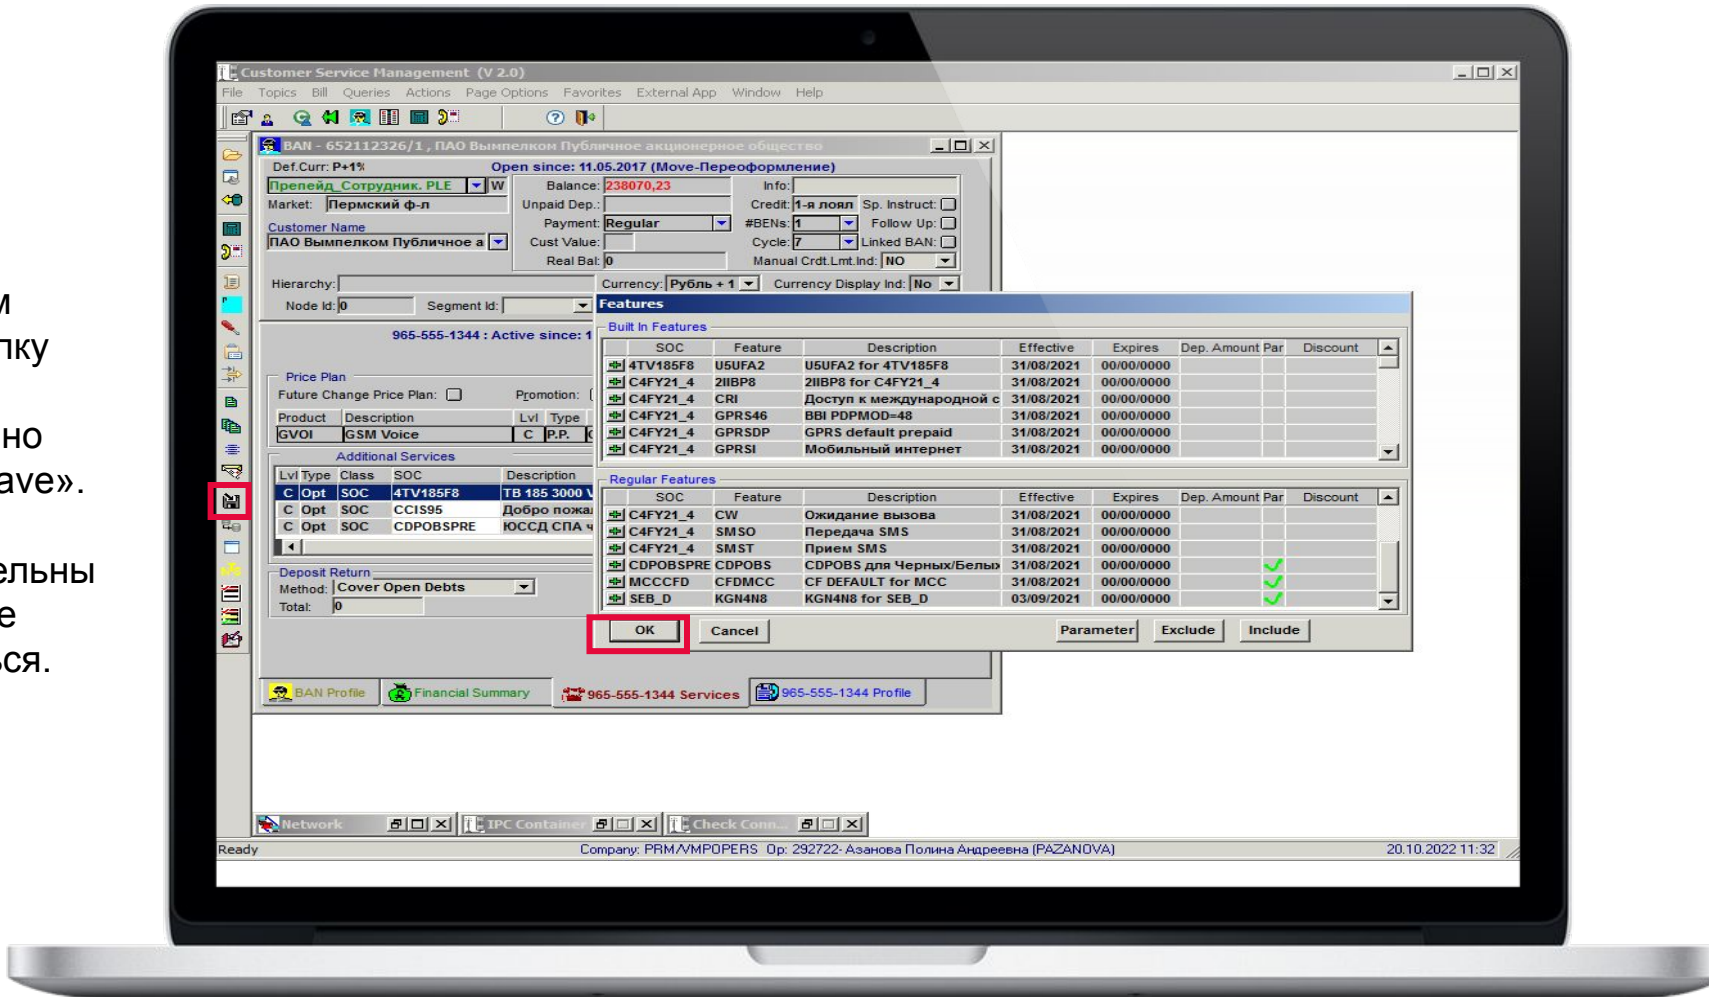 Customer Service Management (V 2.0)
File Topics Bill Queries Actions Page Options Favorites External App Window Help
BAN - 652112326/1 , ПАО Вымпелком Публичное акционерное общество
Def.Curr: P+1% Open since: 11.05.2017 (Move-Переоформление)
Препейд_Сотрудник. PLE W Balance: 238070,23 Info:
Market: Пермский ф-л Unpaid Dep.: Credit: 1-я лоял Sp. Instruct:
Customer Name Payment: Regular #BENs: 1 Follow Up:
ПАО Вымпелком Публичное а Cust Value: Cycle: 7 Linked BAN:
Real Bal: 0 Manual Crdt.Lmt.Ind: NO
Hierarchy: Currency: Рубль + 1 Currency Display Ind: No
Node Id: 0 Segment Id:
965-555-1344 : Active since: 1
Price Plan
Future Change Price Plan: Promotion:
Product Description Lvl Type
GVOI GSM Voice C P.P.
Additional Services
Lvl Type Class SOC Description
C Opt SOC 4TV185F8 ТВ 185 3000 V
C Opt SOC CCIS95 Добро пожа
C Opt SOC CDPOBSPRE ЮССД СПА ч
Deposit Return
Method: Cover Open Debts
Total: 0
Features
Built In Features
SOC Feature Description Effective Expires Dep. Amount Par Discount
4TV185F8 U5UFA2 U5UFA2 for 4TV185F8 31/08/2021 00/00/0000
C4FY21_4 2IIBP8 2IIBP8 for C4FY21_4 31/08/2021 00/00/0000
C4FY21_4 CRI Доступ к международной с 31/08/2021 00/00/0000
C4FY21_4 GPRS46 BBI PDPMOD=48 31/08/2021 00/00/0000
C4FY21_4 GPRSDP GPRS default prepaid 31/08/2021 00/00/0000
C4FY21_4 GPRSI Мобильный интернет 31/08/2021 00/00/0000
Regular Features
SOC Feature Description Effective Expires Dep. Amount Par Discount
C4FY21_4 CW Ожидание вызова 31/08/2021 00/00/0000
C4FY21_4 SMSO Передача SMS 31/08/2021 00/00/0000
C4FY21_4 SMST Прием SMS 31/08/2021 00/00/0000
CDPOBSPRE CDPOBS CDPOBS для Черных/Белых 31/08/2021 00/00/0000
MCCCFD CFDMCC CF DEFAULT for MCC 31/08/2021 00/00/0000
SEB_D KGN4N8 KGN4N8 for SEB_D 03/09/2021 00/00/0000
OK Cancel Parameter Exclude Include
BAN Profile Financial Summary 965-555-1344 Services 965-555-1344 Profile
Network IPC Container Check Conn...
Ready Company: PRM/VMPOPERS Op: 292722- Азанова Полина Андреевна (PAZANOVA) 20.10.2022 11:32
м
пку
но
ave».
ельны
е
ься.